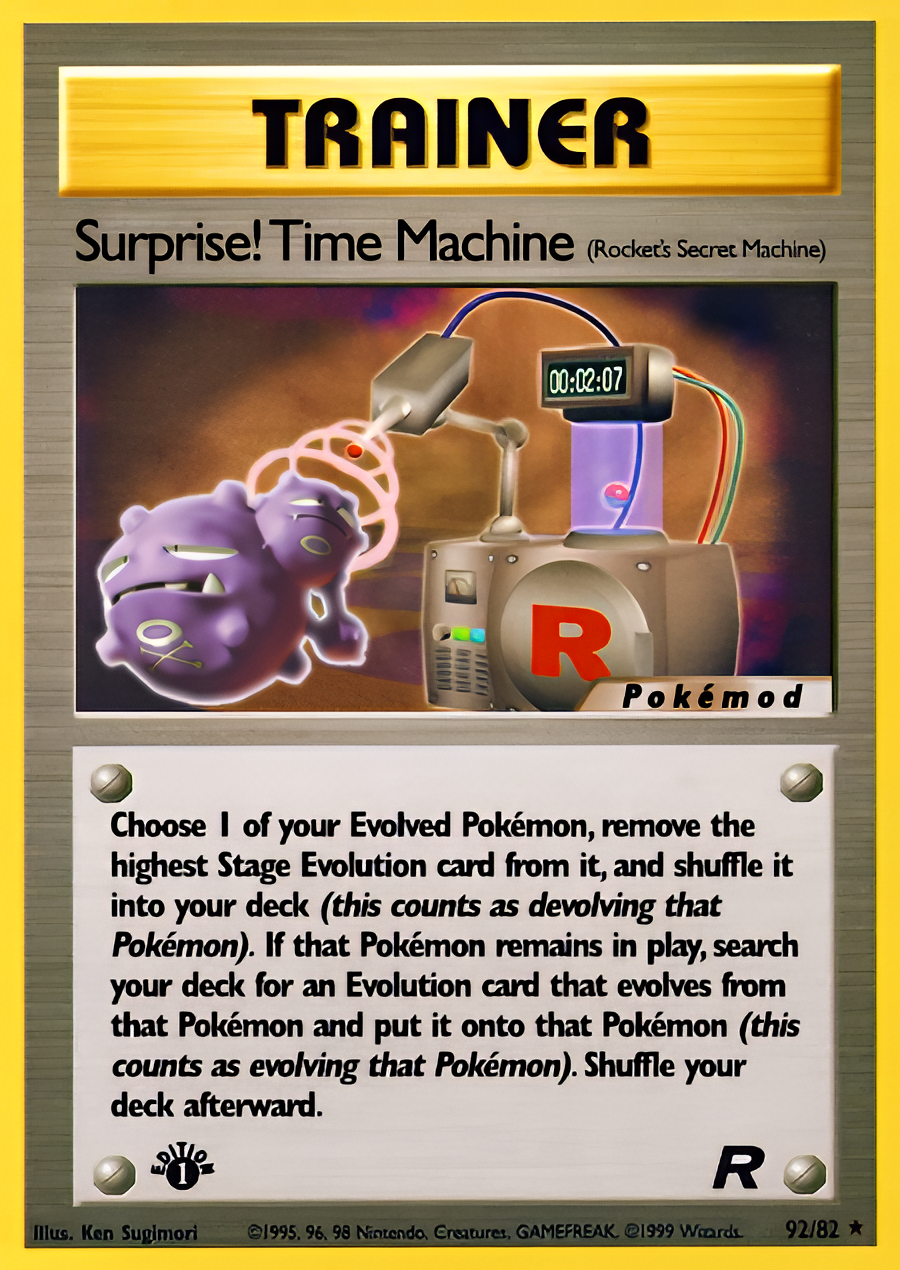 TRAINER
Surprise! Time Machine (Rocket's Secret Machine)
00:02:07
R
Pokémod
Choose 1 of your Evolved Pokémon, remove the
highest Stage Evolution card from it, and shuffle it
into your deck (this counts as devolving that
Pokémon). If that Pokémon remains in play, search
your deck for an Evolution card that evolves from
that Pokémon and put it onto that Pokémon (this
counts as evolving that Pokémon). Shuffle your
deck afterward.
EDITION 1 R
Illus. Ken Sugimori ©1995, 96, 98 Nintendo, Creatures, GAMEFREAK. ©1999 Wizards. 92/82 ★